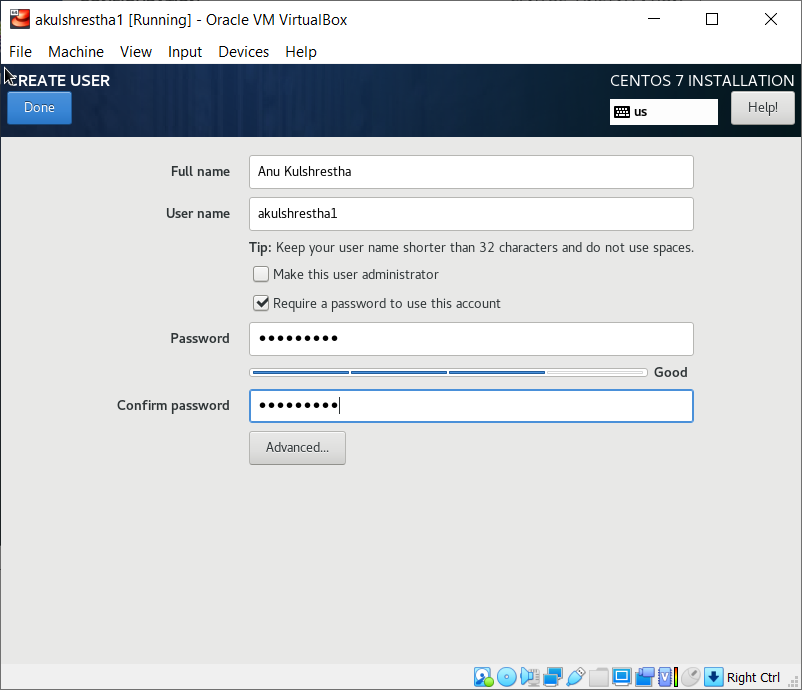 akulshrestha1 [Running] - Oracle VM VirtualBox
File Machine View Input Devices Help
CREATE USER
CENTOS 7 INSTALLATION
Done
us
Help!
Full name
Anu Kulshrestha
User name
akulshrestha1
Tip: Keep your user name shorter than 32 characters and do not use spaces.
Make this user administrator
Require a password to use this account
Password
●●●●●●●●●
Good
Confirm password
●●●●●●●●●
Advanced...
Right Ctrl